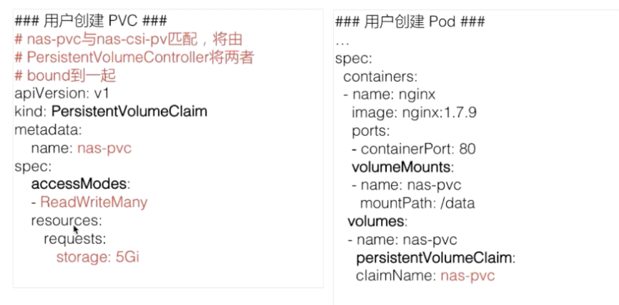 ### 用户创建 PVC ###
# nas-pvc与nas-csi-pv匹配，将由
# PersistentVolumeController将两者
# bound到一起
apiVersion: v1
kind: PersistentVolumeClaim
metadata:
name: nas-pvc
spec:
accessModes:
- ReadWriteMany
resources:
requests:
storage: 5Gi
### 用户创建 Pod ###
…
spec:
containers:
- name: nginx
image: nginx:1.7.9
ports:
- containerPort: 80
volumeMounts:
- name: nas-pvc
mountPath: /data
volumes:
- name: nas-pvc
persistentVolumeClaim:
claimName: nas-pvc